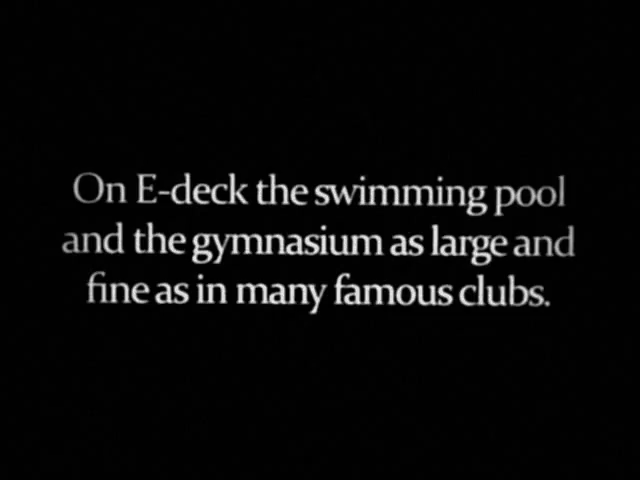 On E-deck the swimming pool
and the gymnasium as large and
fine as in many famous clubs.